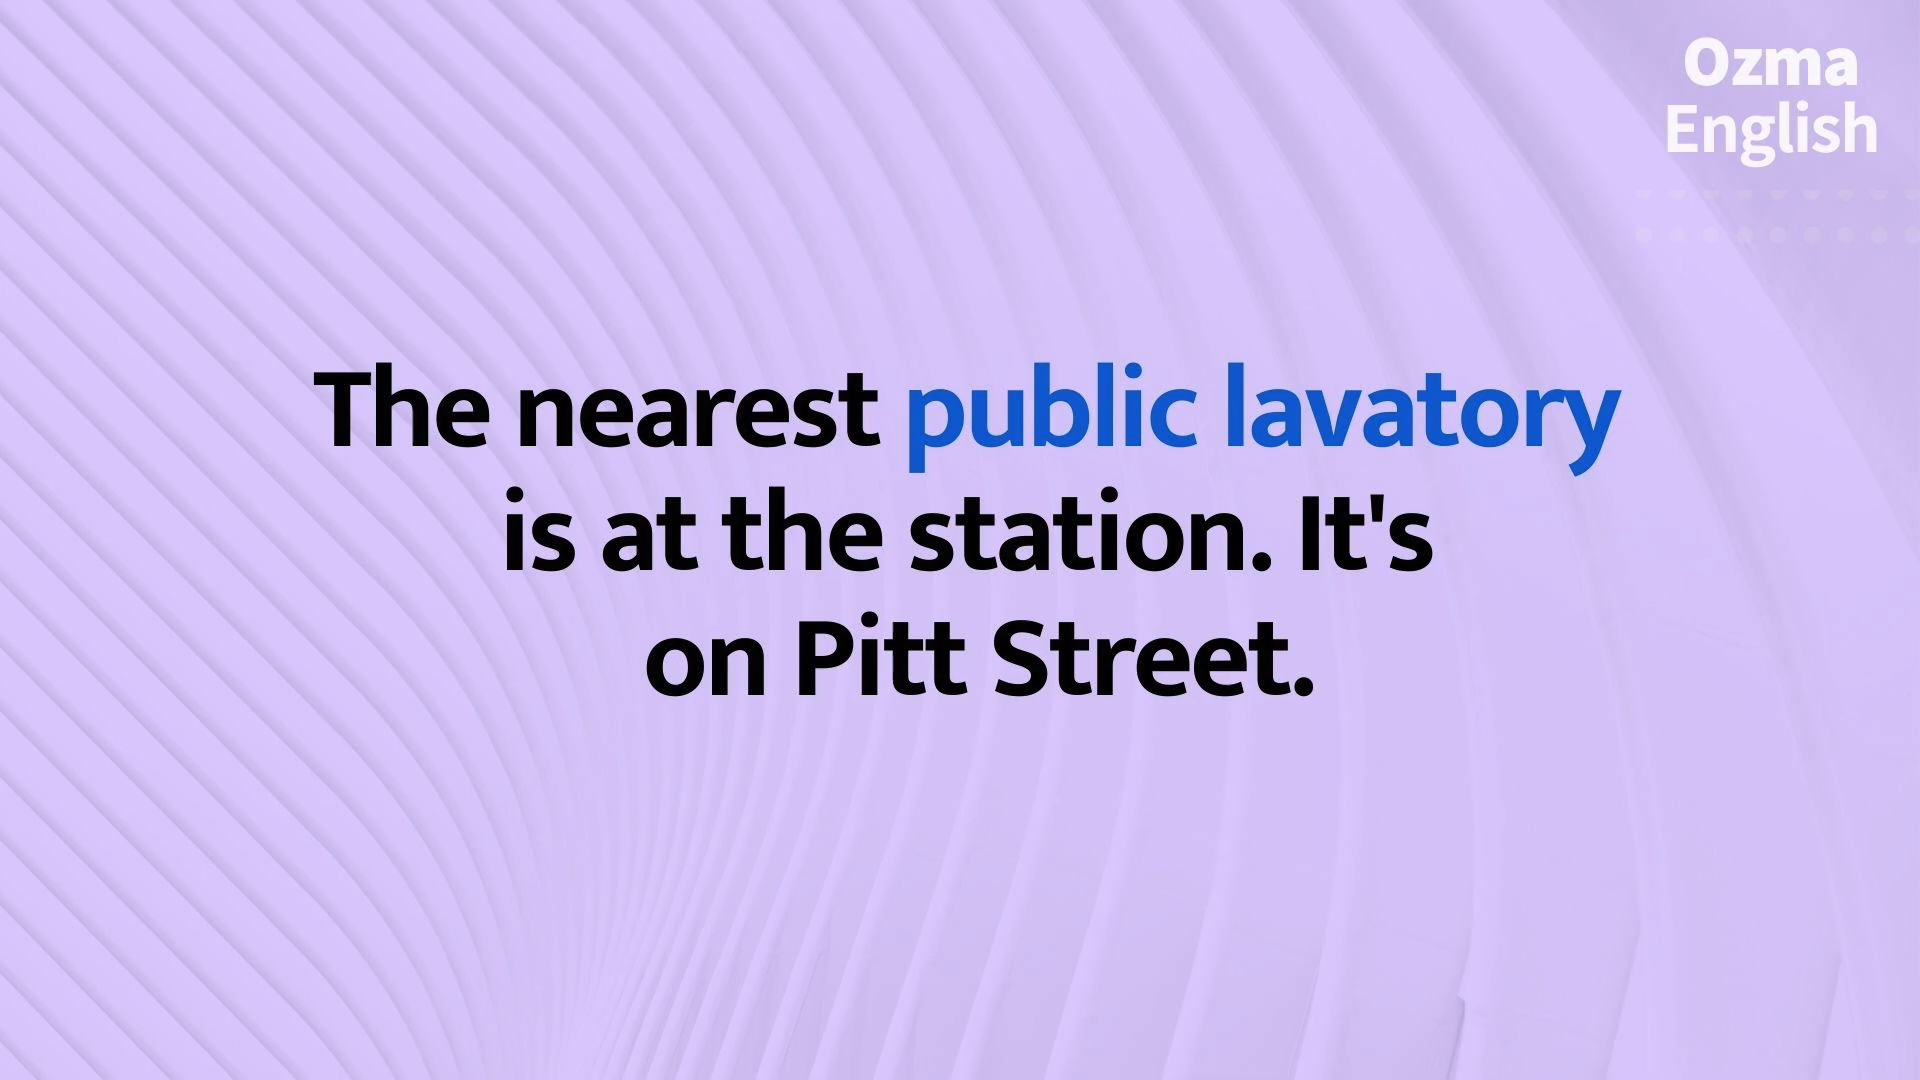 Ozma
English
The nearest public lavatory
is at the station. It's
on Pitt Street.